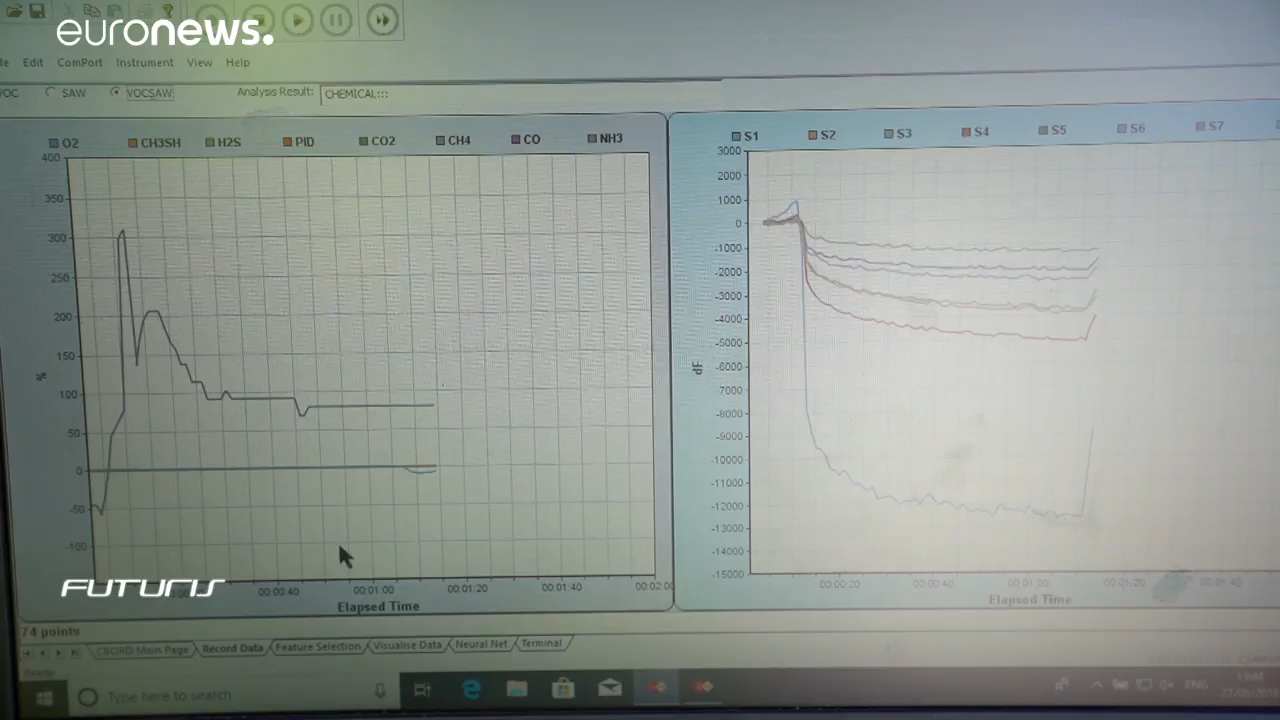 euronews.
Edit ComPort Instrument View Help
VOC SAW VOCSAW Analysis Result: CHEMICAL:::
O2 CH3SH H2S PID CO2 CH4 CO NH3
400
350
300
250
200
150
100
50
0
-50
-100
%
00:00:40 00:01:00 00:01:20 00:01:40
Elapsed Time
S1 S2 S3 S4 S5 S6 S7
3000
2000
1000
0
-1000
-2000
-3000
-4000
-5000
-6000
-7000
-8000
-9000
-10000
-11000
-12000
-13000
-14000
-15000
dF
00:00:20 00:00:40 00:01:00 00:01:20 00:01:40
Elapsed Time
FUTURIS
74 points
CBORD Main Page Record Data Feature Selection Visualise Data Neural Net Terminal
Type here to search
ENG